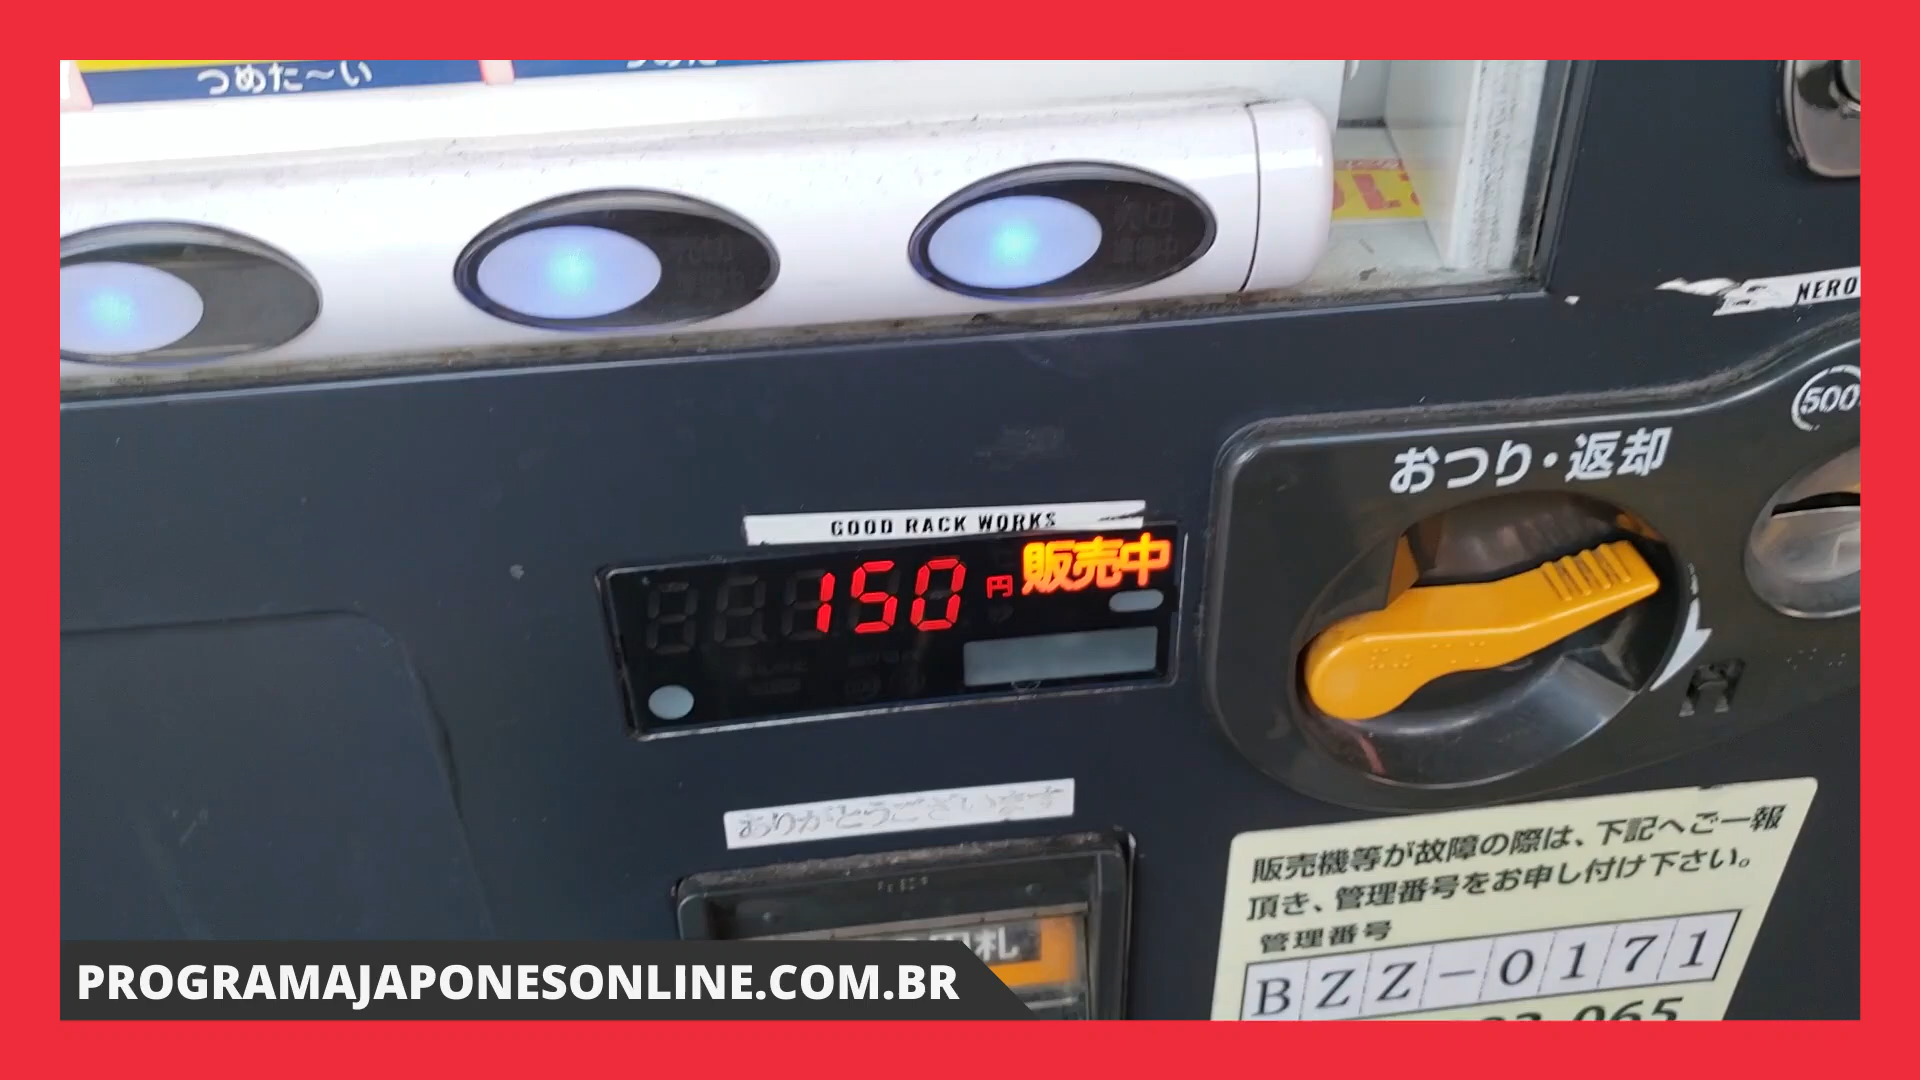 つめた〜い
NERO
500
おつり・返却
GOOD RACK WORKS
150円 販売中
ありがとうございます
販売機等が故障の際は、下記へご一報
頂き、管理番号をお申し付け下さい。
管理番号
BZZ-0171
065
札
PROGRAMAJAPONESONLINE.COM.BR